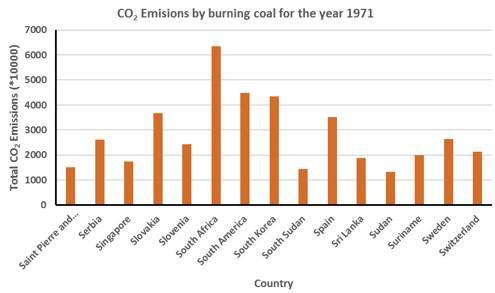 CO₂ Emisions by burning coal for the year 1971
Total CO₂ Emissions (*10000)
7000
6000
5000
4000
3000
2000
1000
0
Saint Pierre and...
Serbia
Singapore
Slovakia
Slovenia
South Africa
South America
South Korea
South Sudan
Spain
Sri Lanka
Sudan
Suriname
Sweden
Switzerland
Country